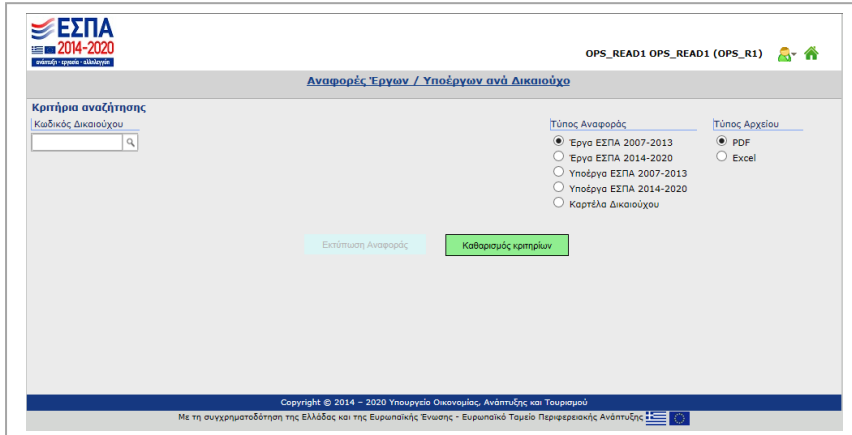 ΕΣΠΑ
2014-2020
ανάπτυξη - εργασία - αλληλεγγύη
OPS_READ1 OPS_READ1 (OPS_R1)
Αναφορές Έργων / Υποέργων ανά Δικαιούχο
Κριτήρια αναζήτησης
Κωδικός Δικαιούχου
Τύπος Αναφοράς
Τύπος Αρχείου
Έργα ΕΣΠΑ 2007-2013
PDF
Έργα ΕΣΠΑ 2014-2020
Excel
Υποέργα ΕΣΠΑ 2007-2013
Υποέργα ΕΣΠΑ 2014-2020
Καρτέλα Δικαιούχου
Εκτύπωση Αναφοράς
Καθαρισμός κριτηρίων
Copyright © 2014 – 2020 Υπουργείο Οικονομίας, Ανάπτυξης και Τουρισμού
Με τη συγχρηματοδότηση της Ελλάδας και της Ευρωπαϊκής Ένωσης - Ευρωπαϊκό Ταμείο Περιφερειακής Ανάπτυξης